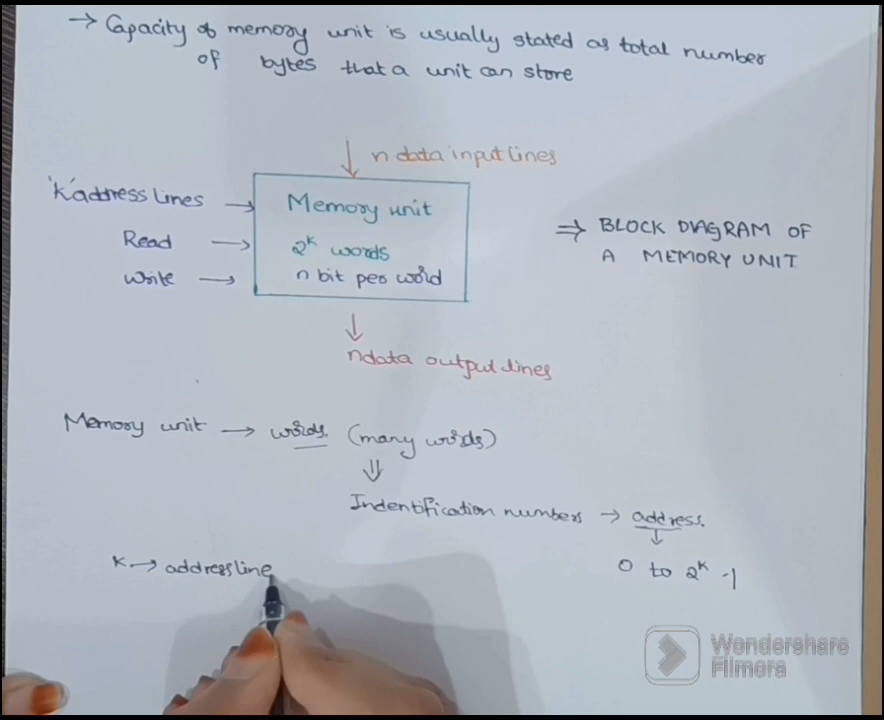 → Capacity of memory unit is usually stated as total number
of bytes that a unit can store
n data input lines
'K' address lines →
Memory unit
Read →
2^K words
Write →
n bit per word
⇒ BLOCK DIAGRAM OF
A MEMORY UNIT
n data output lines
Memory unit → words. (many words)
Indentification numbers → address.
0 to 2^K -1
K → address line
Wondershare
Filmora